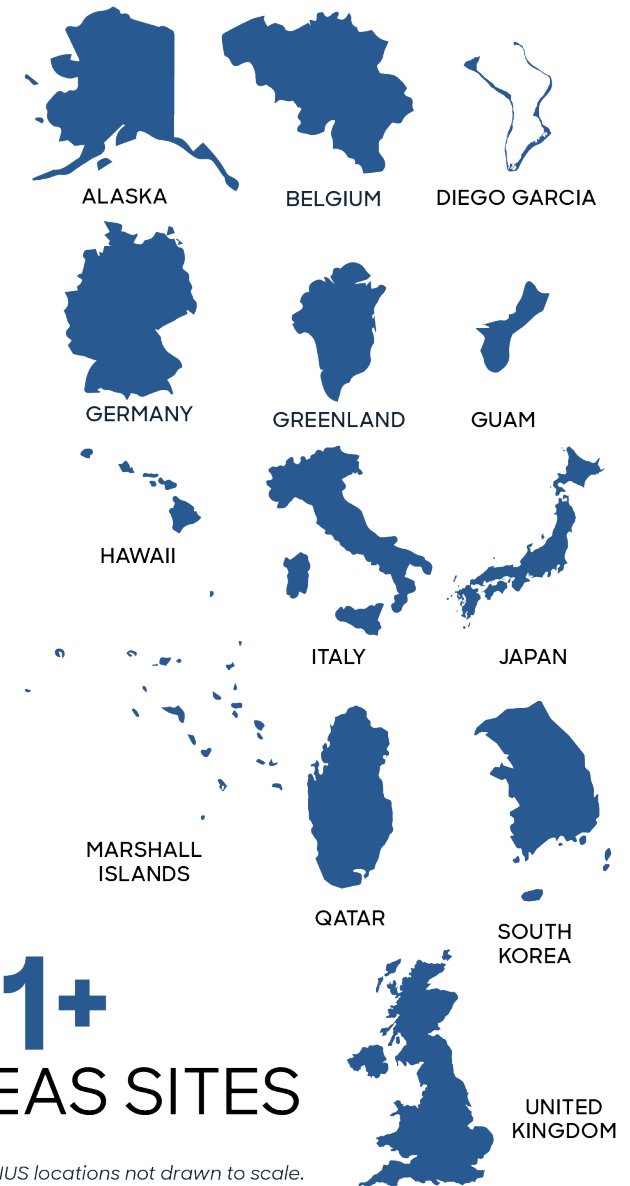 ALASKA
BELGIUM
DIEGO GARCIA
GERMANY
GREENLAND
GUAM
HAWAII
ITALY
JAPAN
MARSHALL
ISLANDS
QATAR
SOUTH
KOREA
1+
EAS SITES
UNITED
KINGDOM
IUS locations not drawn to scale.